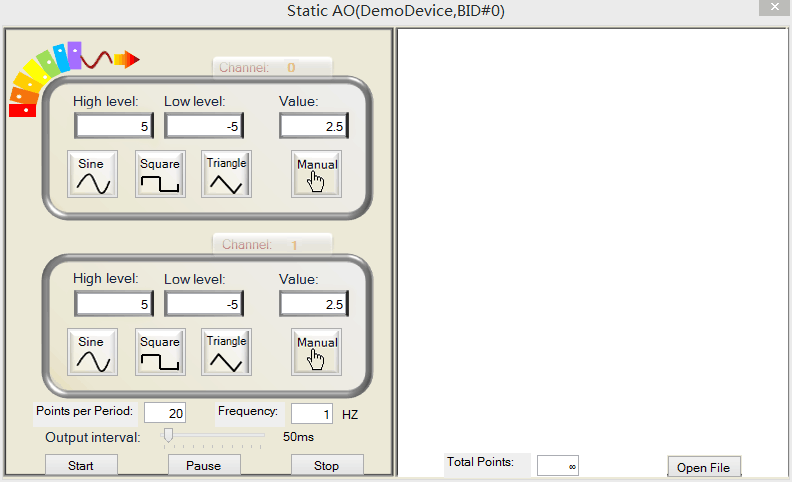 Static AO(DemoDevice,BID#0)
Channel: 0
High level: Low level: Value:
5 -5 2.5
Sine Square Triangle Manual
Channel: 1
High level: Low level: Value:
5 -5 2.5
Sine Square Triangle Manual
Points per Period: 20 Frequency: 1 HZ
Output interval: 50ms
Start Pause Stop
Total Points: ∞ Open File